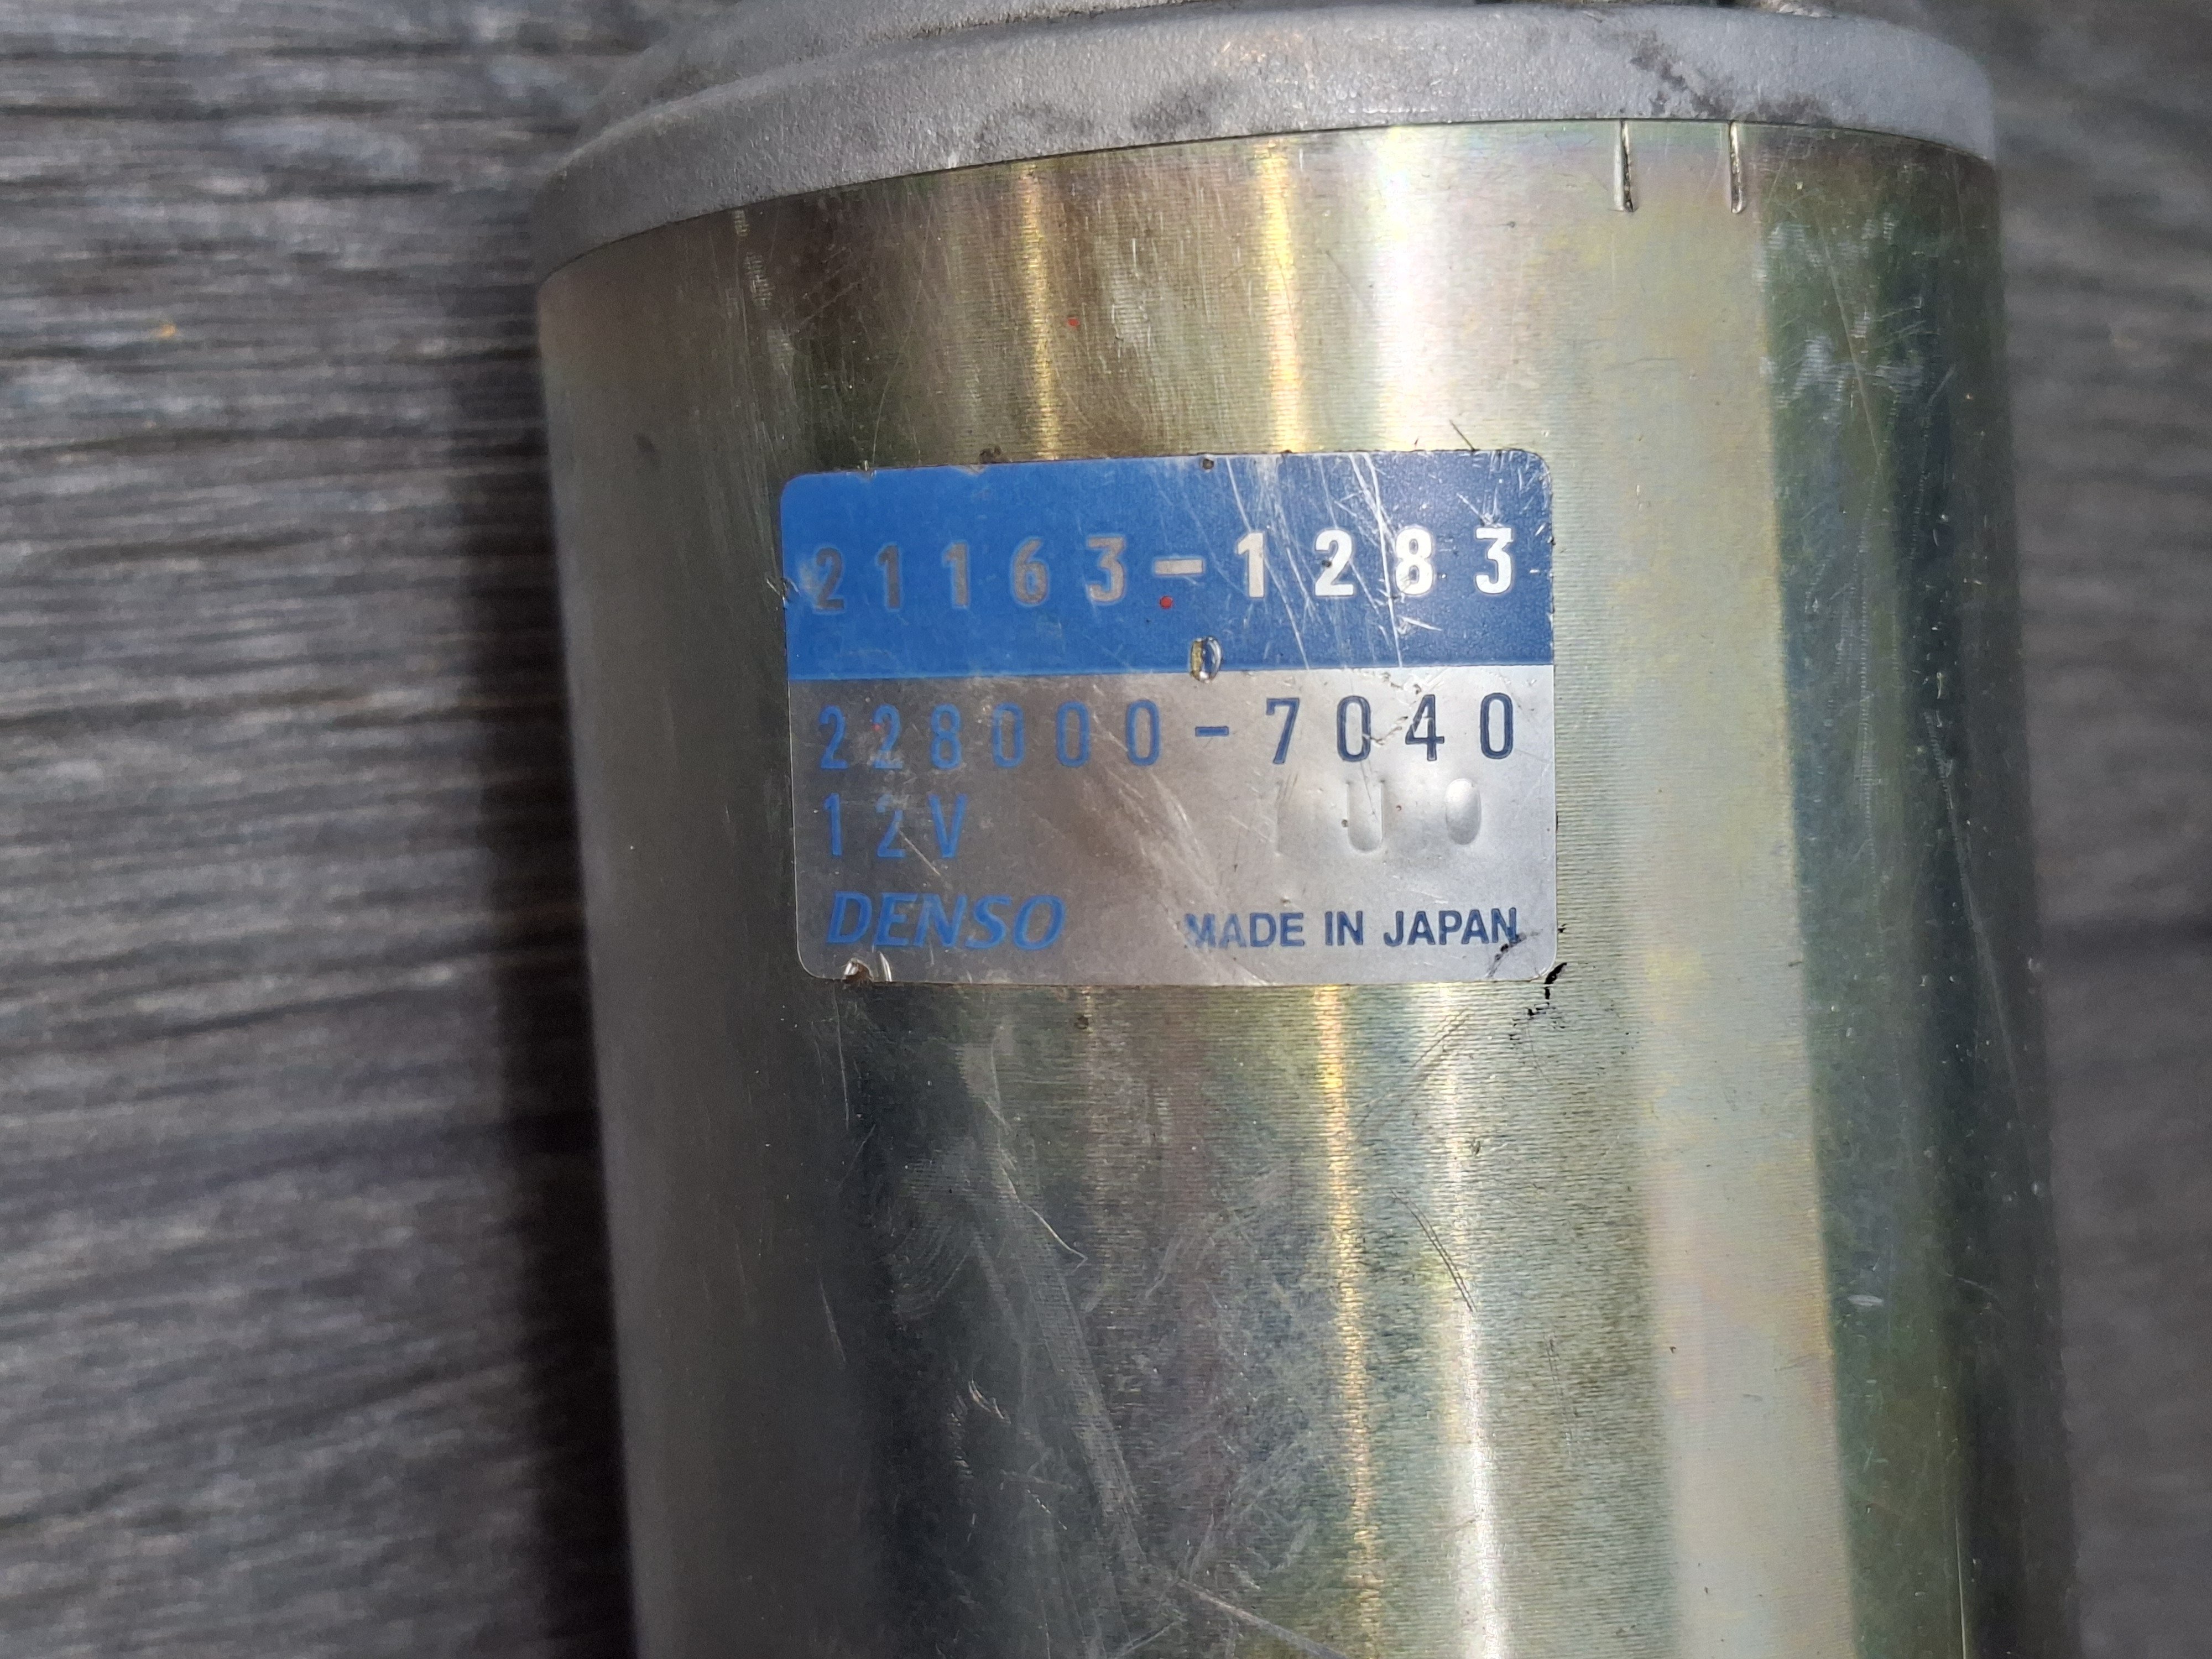 21163-1283
228000-7040
12V
DENSO MADE IN JAPAN